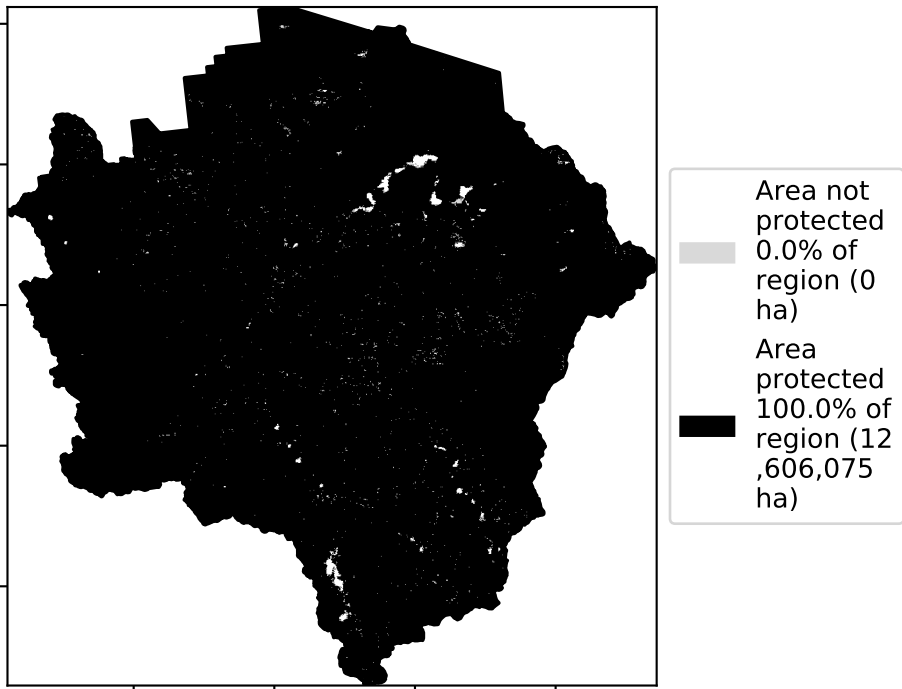 Area not
protected
0.0% of
region (0
ha)
Area
protected
100.0% of
region (12
,606,075
ha)